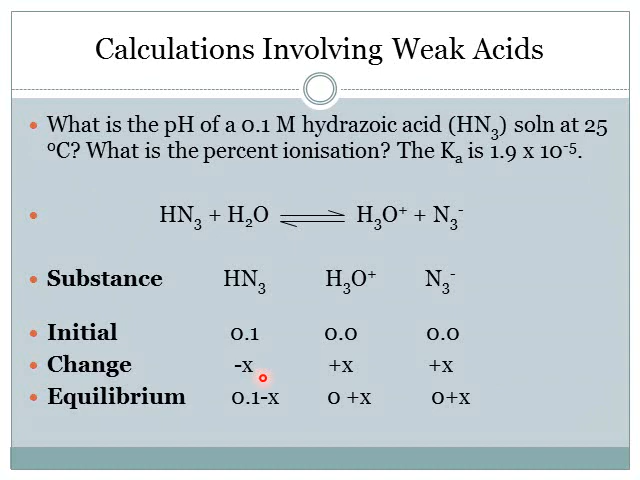 Calculations Involving Weak Acids
• What is the pH of a 0.1 M hydrazoic acid (HN₃) soln at 25
⁰C? What is the percent ionisation? The Kₐ is 1.9 x 10⁻⁵.
• HN₃ + H₂O ⇌ H₃O⁺ + N₃⁻
• Substance HN₃ H₃O⁺ N₃⁻
• Initial 0.1 0.0 0.0
• Change -x +x +x
• Equilibrium 0.1-x 0 +x 0+x